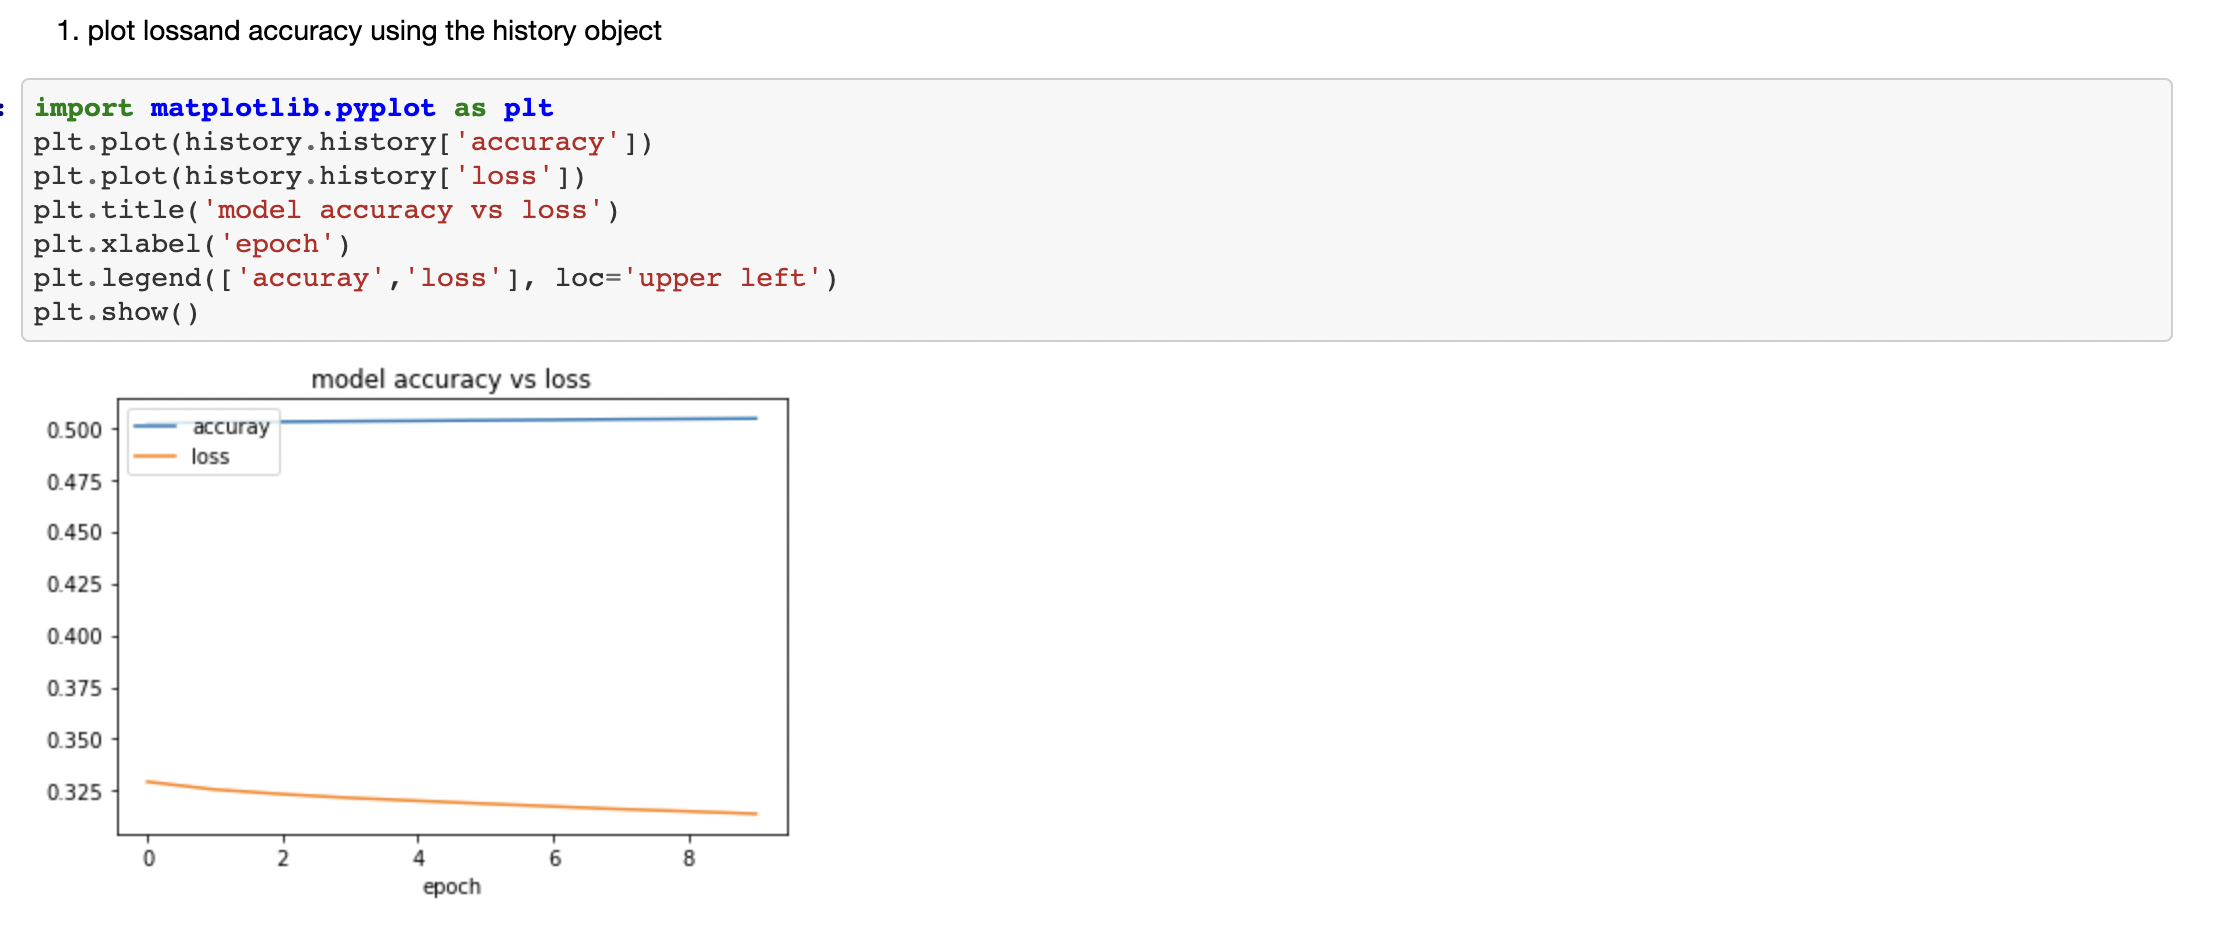 1. plot lossand accuracy using the history object
:
import matplotlib.pyplot as plt
plt.plot(history.history['accuracy'])
plt.plot(history.history['loss'])
plt.title('model accuracy vs loss')
plt.xlabel('epoch')
plt.legend(['accuray','loss'], loc='upper left')
plt.show()
model accuracy vs loss
accuray
loss
0.500
0.475
0.450
0.425
0.400
0.375
0.350
0.325
0 2 4 6 8
epoch